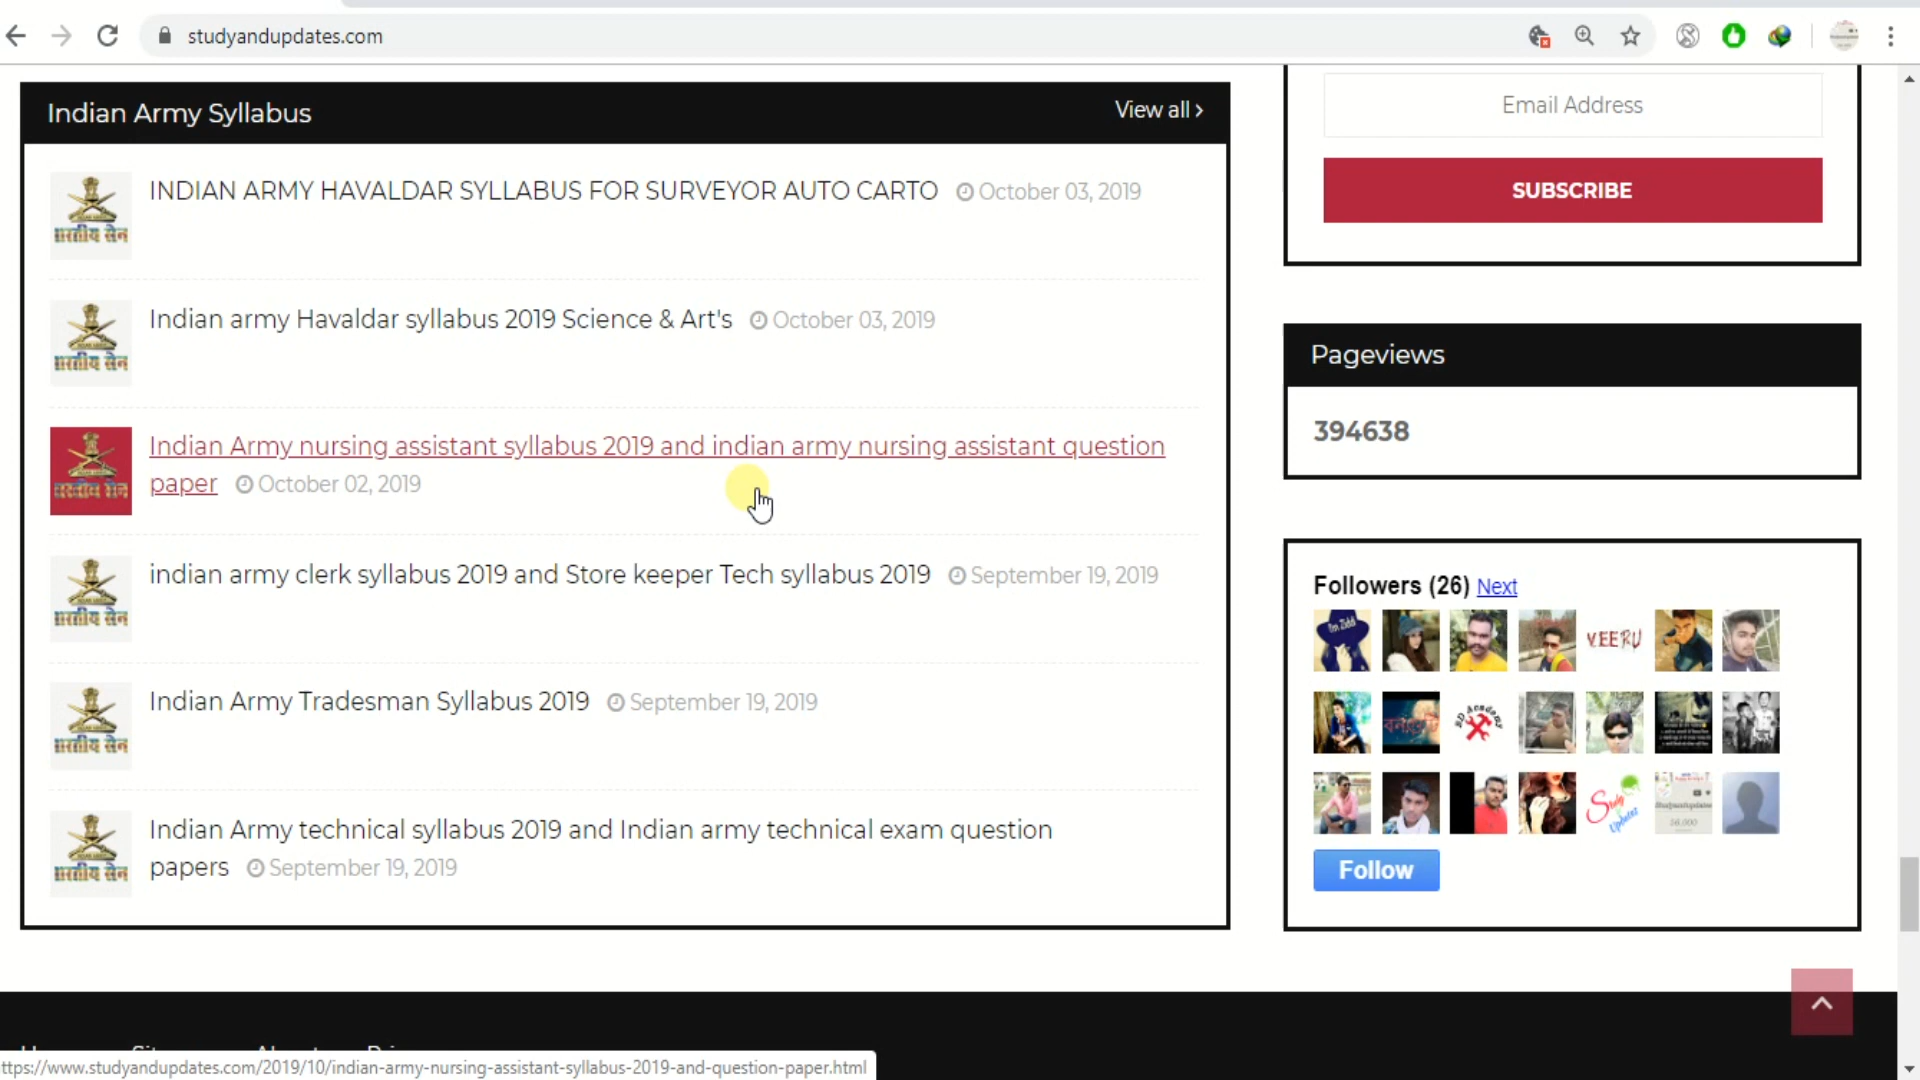 studyandupdates.com
Indian Army Syllabus
View all ›
INDIAN ARMY HAVALDAR SYLLABUS FOR SURVEYOR AUTO CARTO October 03, 2019
Indian army Havaldar syllabus 2019 Science & Art's October 03, 2019
Indian Army nursing assistant syllabus 2019 and indian army nursing assistant question
paper October 02, 2019
indian army clerk syllabus 2019 and Store keeper Tech syllabus 2019 September 19, 2019
Indian Army Tradesman Syllabus 2019 September 19, 2019
Indian Army technical syllabus 2019 and Indian army technical exam question
papers September 19, 2019
Email Address
SUBSCRIBE
Pageviews
394638
Followers (26) Next
VEERU
BD Academy
Study
Updates
Follow
ttps://www.studyandupdates.com/2019/10/indian-army-nursing-assistant-syllabus-2019-and-question-paper.html